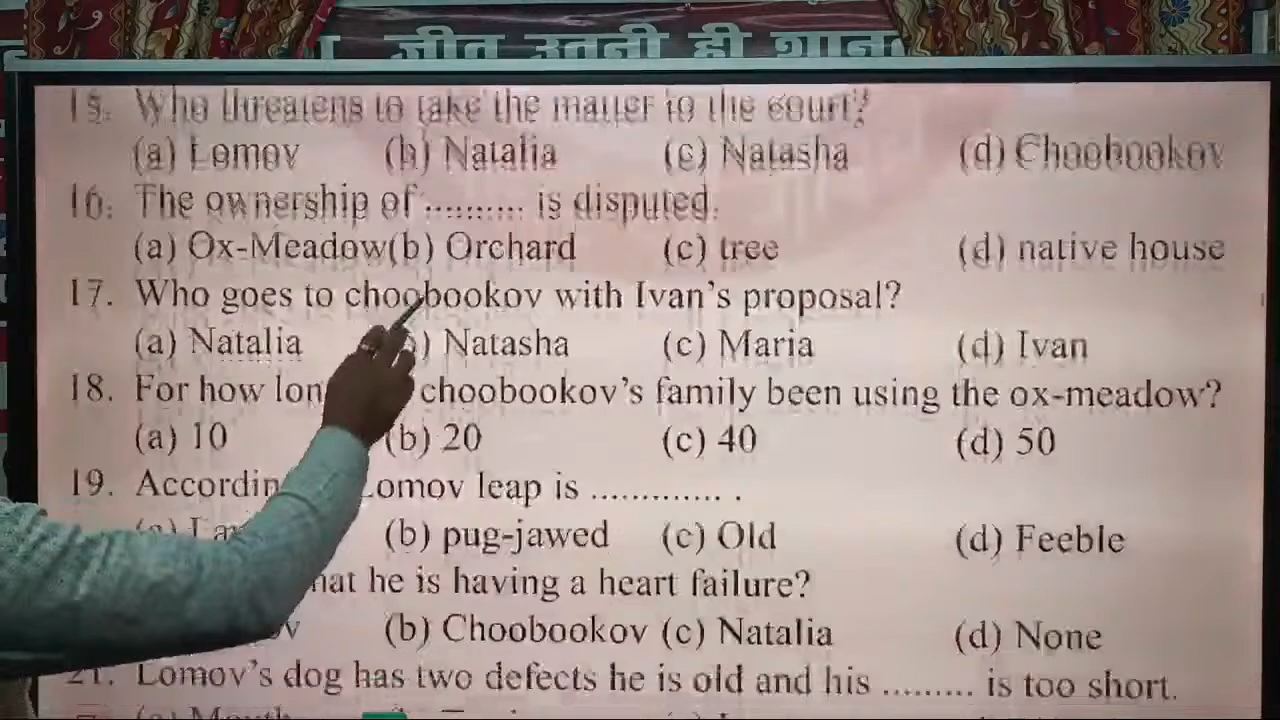 जीत उतनी ही शान
15. Who threatens to take the matter to the court?
(a) Lomov (b) Natalia (c) Natasha (d) Choobookov
16. The ownership of .......... is disputed.
(a) Ox-Meadow(b) Orchard (c) tree (d) native house
17. Who goes to choobookov with Ivan's proposal?
(a) Natalia ) Natasha (c) Maria (d) Ivan
18. For how lon choobookov's family been using the ox-meadow?
(a) 10 (b) 20 (c) 40 (d) 50
19. Accordin Lomov leap is ............. .
(b) pug-jawed (c) Old (d) Feeble
hat he is having a heart failure?
(b) Choobookov (c) Natalia (d) None
21. Lomov's dog has two defects he is old and his ......... is too short.